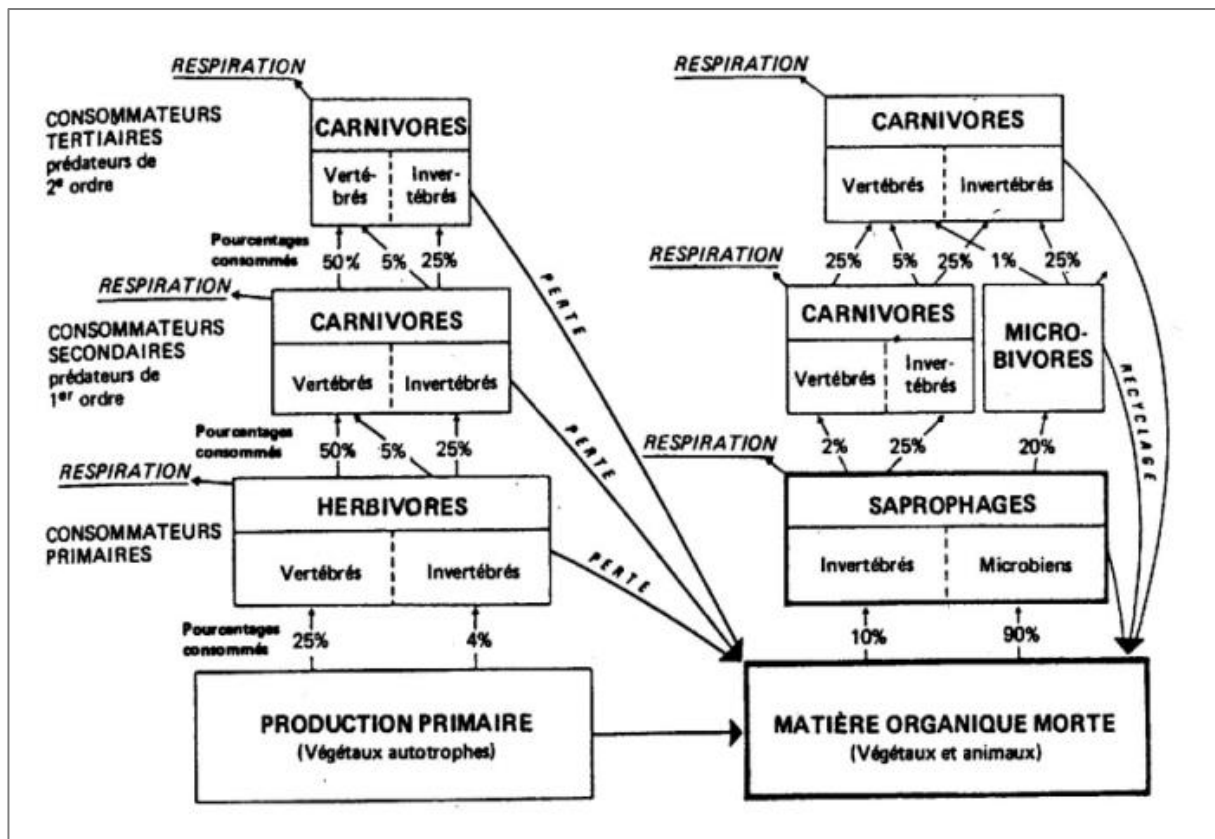 RESPIRATION
CONSOMMATEURS
TERTIAIRES
prédateurs de
2e ordre
CARNIVORES
Verté-
brés
Inver-
tébrés
Pourcentages
consommés
50% 5% 25%
RESPIRATION
CONSOMMATEURS
SECONDAIRES
prédateurs de
1er ordre
CARNIVORES
Vertébrés
Invertébrés
Pourcentages
consommés
50% 5% 25%
RESPIRATION
CONSOMMATEURS
PRIMAIRES
HERBIVORES
Vertébrés
Invertébrés
Pourcentages
consommés
25% 4%
PRODUCTION PRIMAIRE
(Végétaux autotrophes)
PERTE
PERTE
PERTE
RESPIRATION
CARNIVORES
Vertébrés
Invertébrés
25% 5% 25% 1% 25%
RESPIRATION
CARNIVORES
Vertébrés
Inver-
tébrés
MICRO-
BIVORES
2% 25% 20%
RESPIRATION
SAPROPHAGES
Invertébrés
Microbiens
10% 90%
RECYCLAGE
MATIÈRE ORGANIQUE MORTE
(Végétaux et animaux)